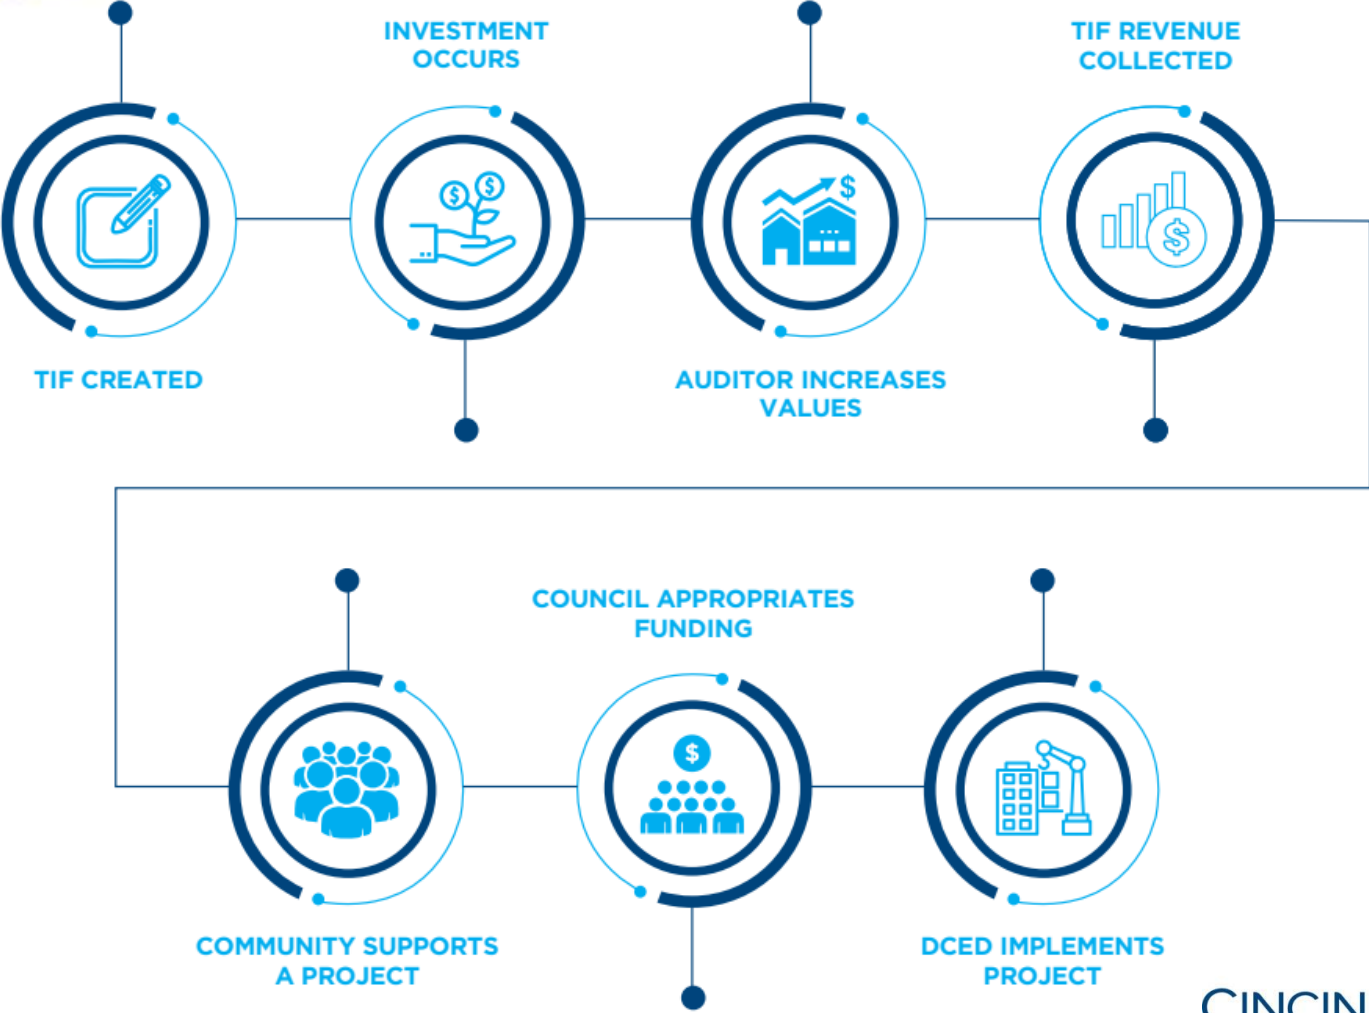 INVESTMENT
OCCURS
TIF REVENUE
COLLECTED
$ $
$
$
TIF CREATED
AUDITOR INCREASES
VALUES
COUNCIL APPROPRIATES
FUNDING
$
COMMUNITY SUPPORTS
A PROJECT
DCED IMPLEMENTS
PROJECT
CINCIN